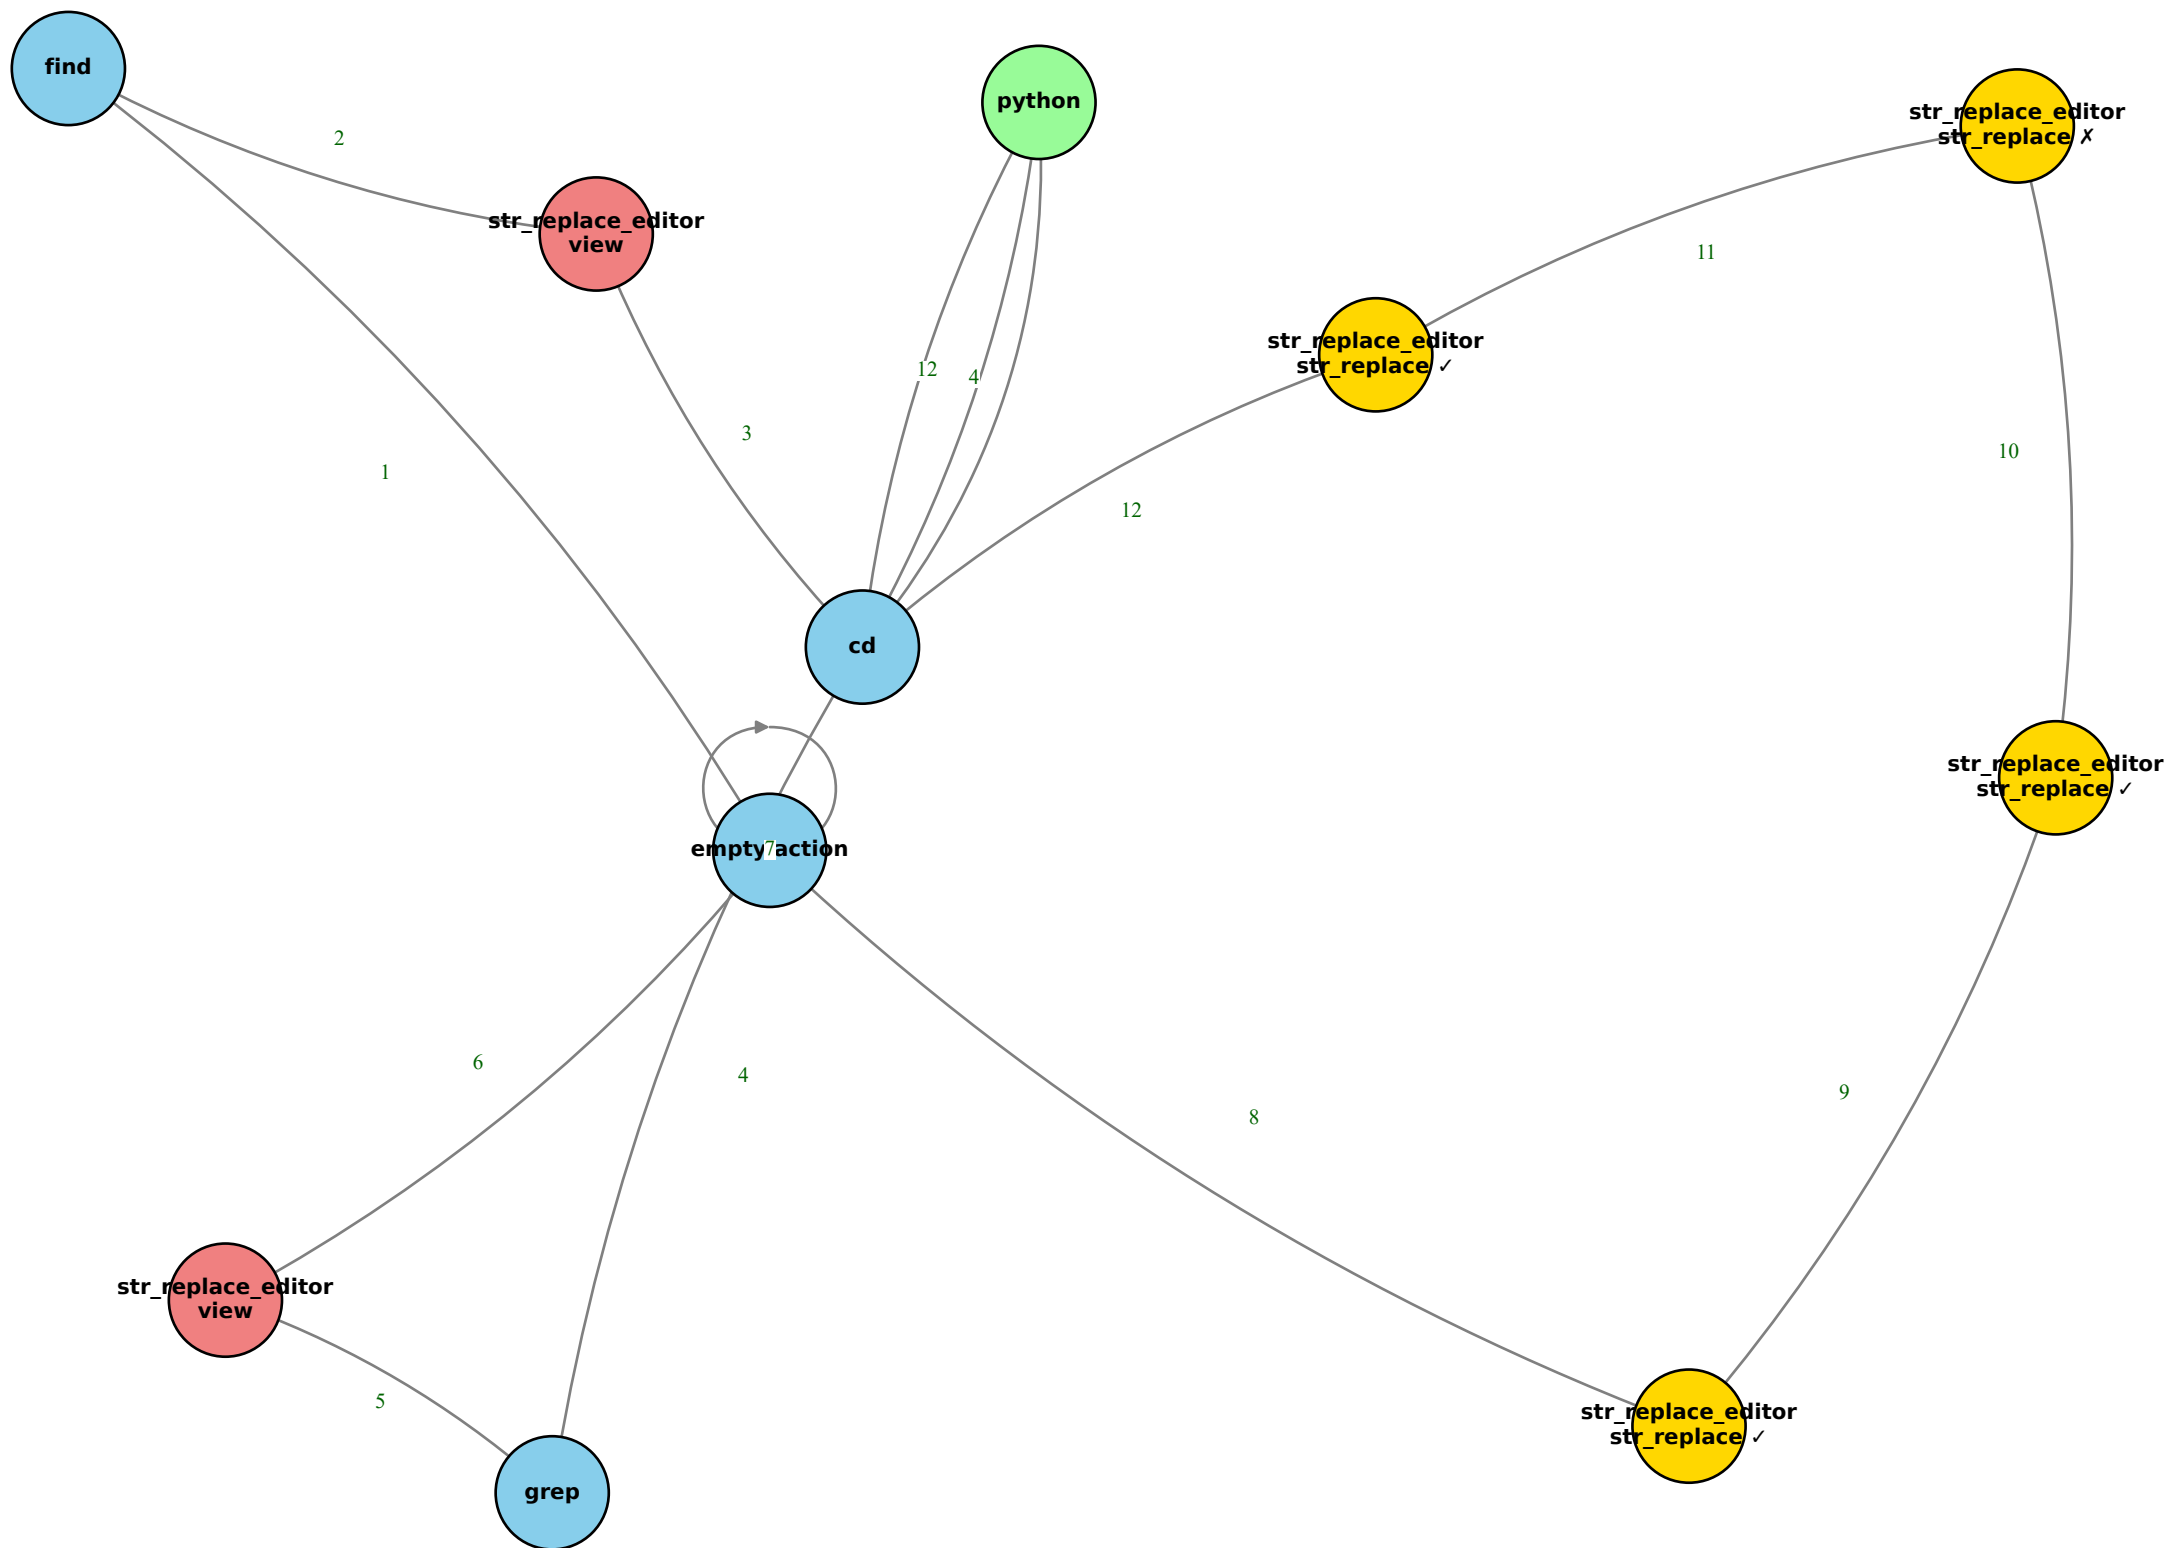 find
python
str_replace_editor
str_replace ✗
2
str_replace_editor
view
11
str_replace_editor
str_replace ✓
12
4
3
10
1
12
cd
str_replace_editor
str_replace ✓
empty action
7
6
4
9
8
str_replace_editor
view
5
str_replace_editor
str_replace ✓
grep